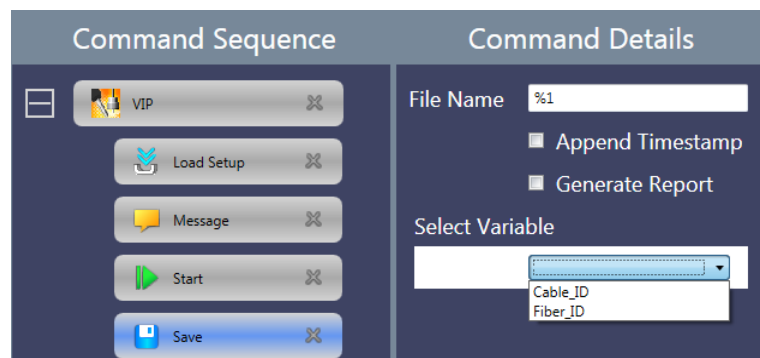 Command Sequence
VIP
Load Setup
Message
Start
Save
Command Details
File Name %1
Append Timestamp
Generate Report
Select Variable
Cable_ID
Fiber_ID